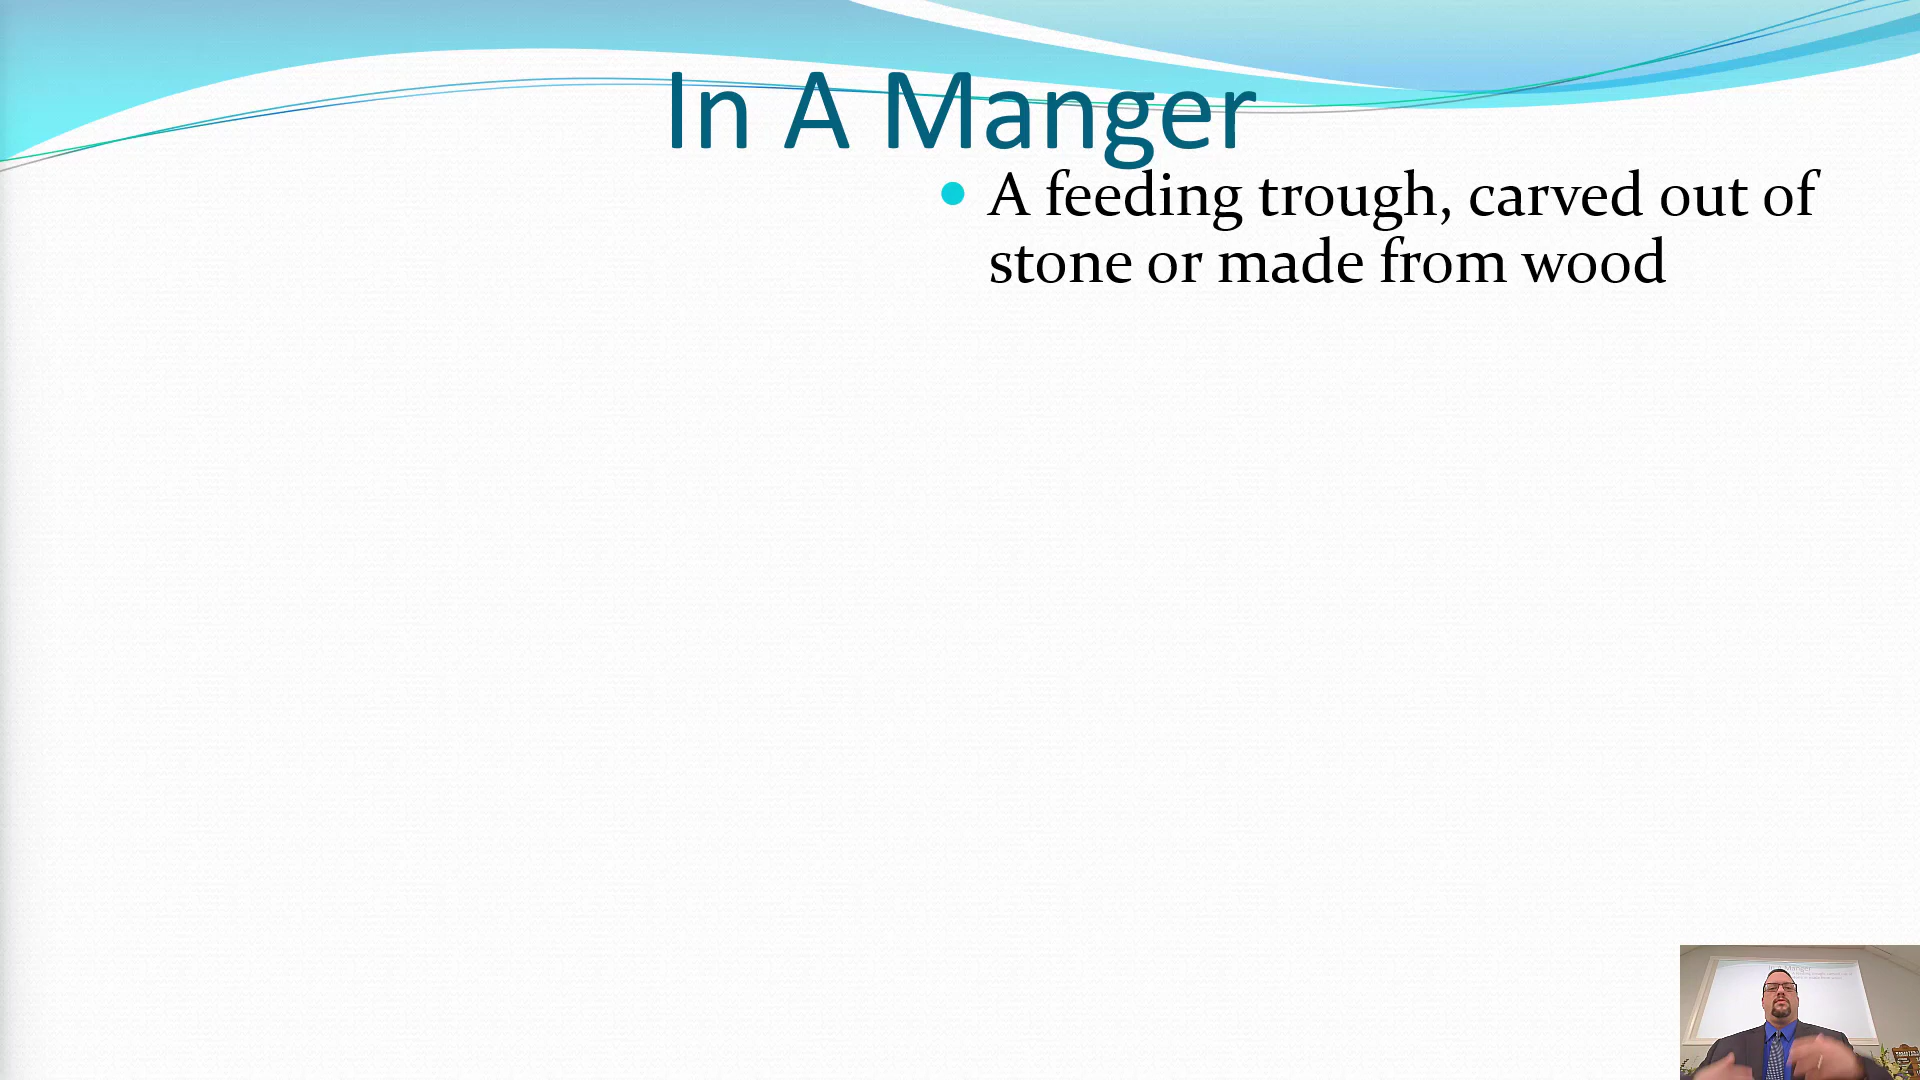 In A Manger
A feeding trough, carved out of
stone or made from wood